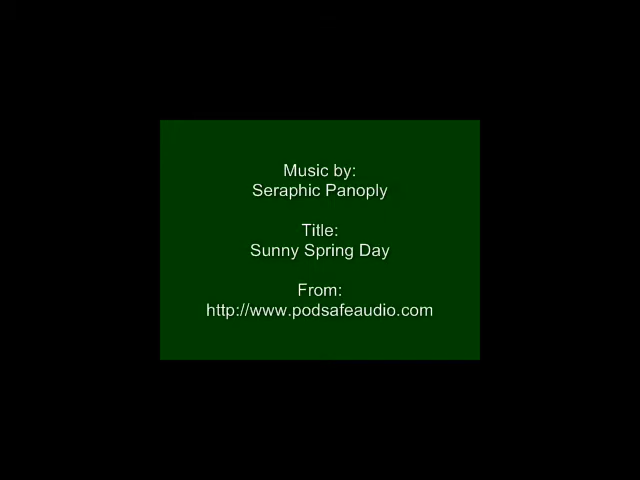 Music by:
Seraphic Panoply
Title:
Sunny Spring Day
From:
http://www.podsafeaudio.com